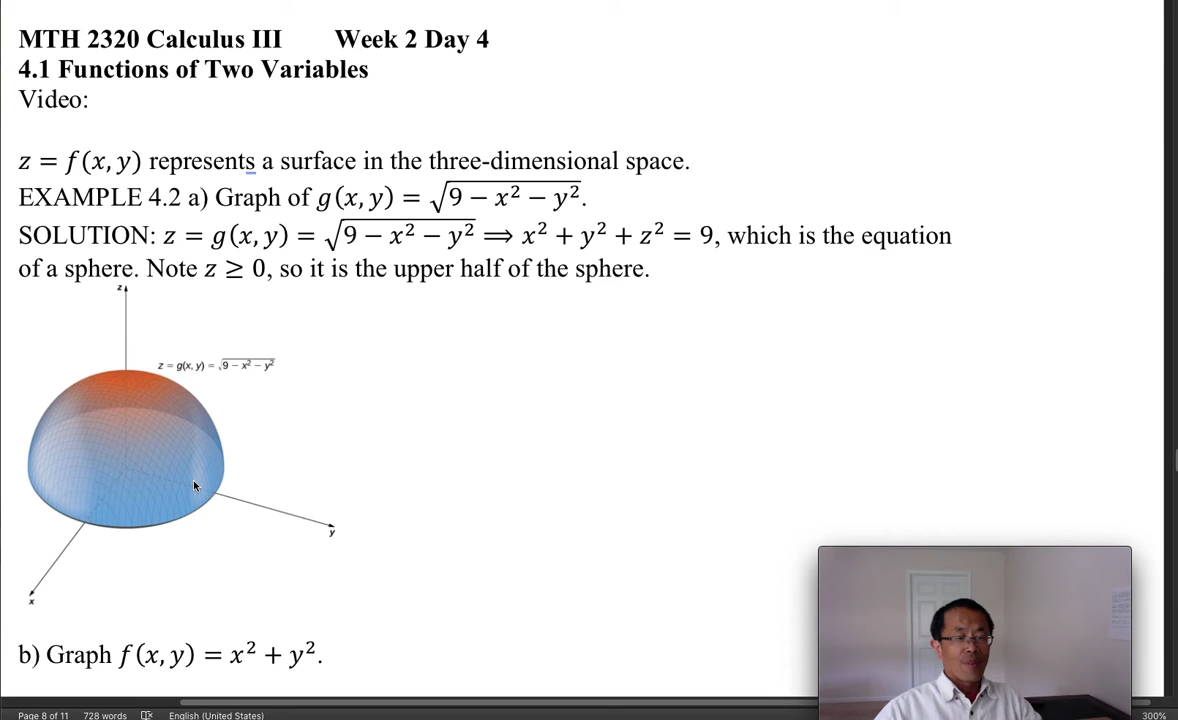 MTH 2320 Calculus III Week 2 Day 4
4.1 Functions of Two Variables
Video:
z = f(x, y) represents a surface in the three-dimensional space.
EXAMPLE 4.2 a) Graph of g(x, y) = √(9 − x² − y²).
SOLUTION: z = g(x, y) = √(9 − x² − y²) ⟹ x² + y² + z² = 9, which is the equation
of a sphere. Note z ≥ 0, so it is the upper half of the sphere.
z
z = g(x, y) = √(9 − x² − y²)
y
x
b) Graph f(x, y) = x² + y².
Page 8 of 11 728 words English (United States) 300%